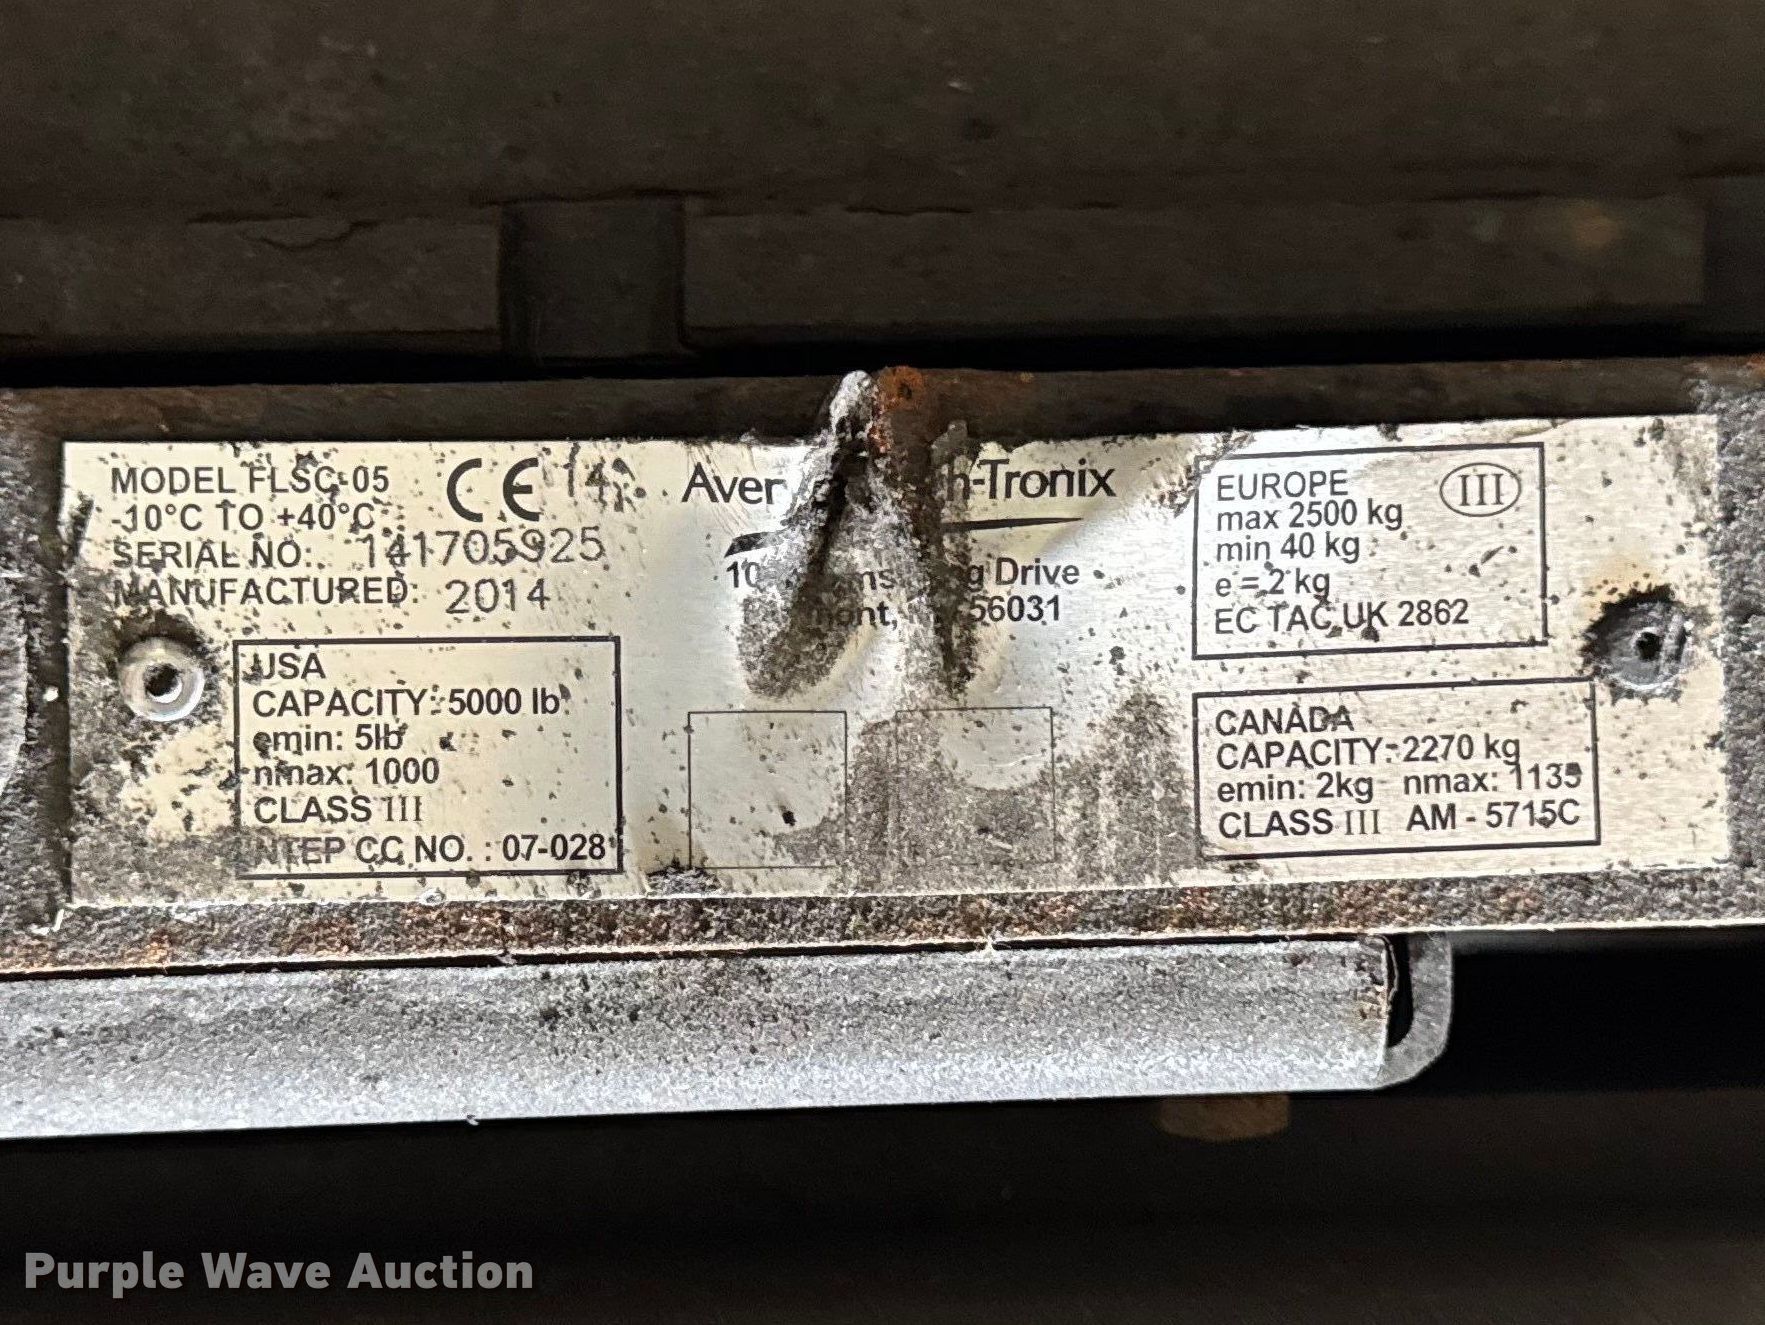 MODEL FLSC-05
-10°C TO +40°C
SERIAL NO: 141705925
MANUFACTURED: 2014
CE 14
Aver h-Tronix
g Drive
56031
USA
CAPACITY: 5000 lb
emin: 5lb
nmax: 1000
CLASS III
NTEP CC NO. : 07-028
EUROPE III
max 2500 kg
min 40 kg
e = 2 kg
EC TAC UK 2862
CANADA
CAPACITY: 2270 kg
emin: 2kg nmax: 1135
CLASS III AM - 5715C
Purple Wave Auction